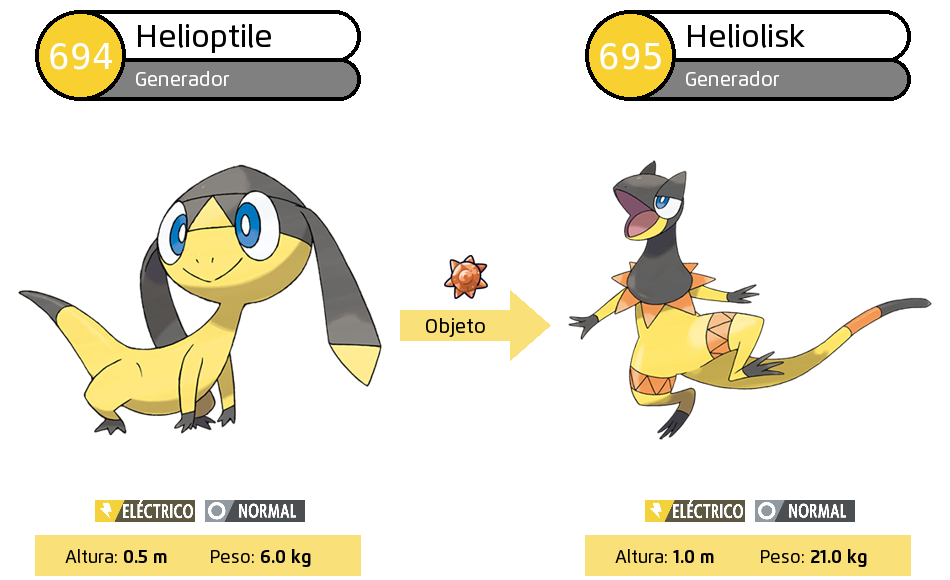 694 Helioptile
Generador
695 Heliolisk
Generador
Objeto
ELÉCTRICO NORMAL
Altura: 0.5 m Peso: 6.0 kg
ELÉCTRICO NORMAL
Altura: 1.0 m Peso: 21.0 kg